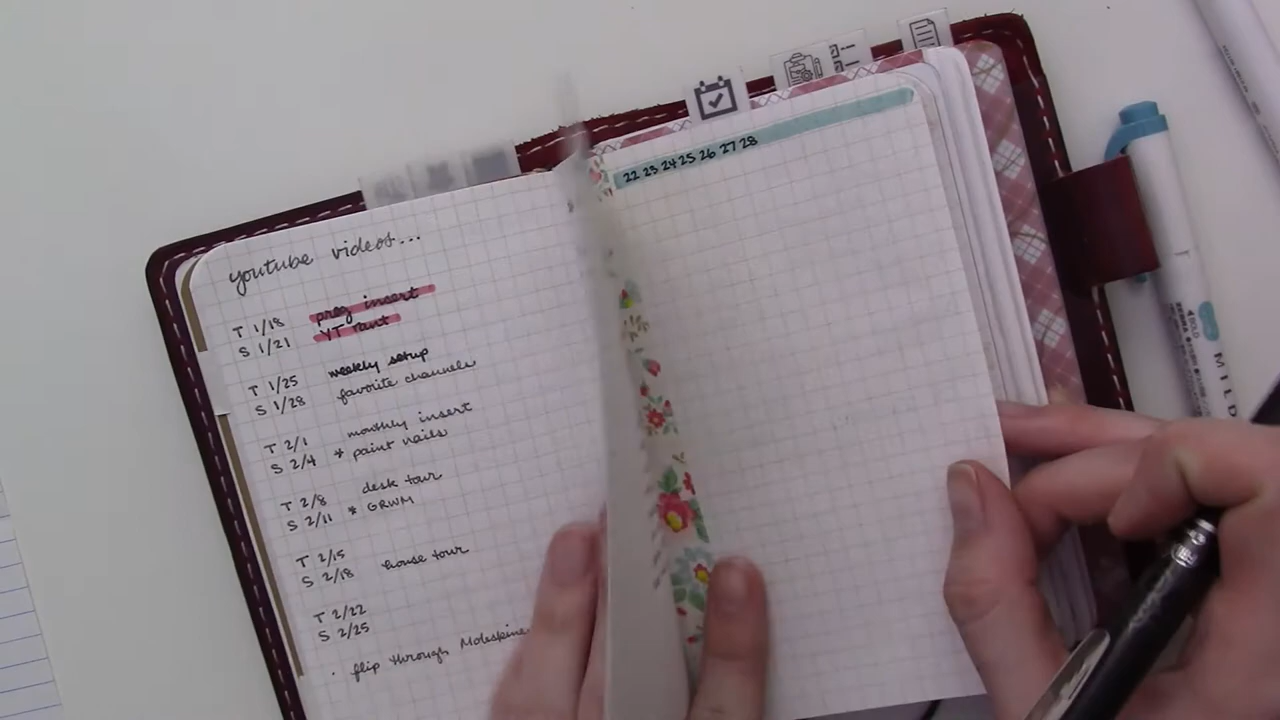 youtube videos...
T 1/18 preg insert
S 1/21 YT rant
T 1/25 weekly setup
S 1/28 favorite channels
T 2/1 monthly insert
S 2/4 * paint nails
T 2/8 desk tour
S 2/11 * GRWM
T 2/15
S 2/18 house tour
T 2/22
S 2/25
· flip through Moleskine
22 23 24 25 26 27 28
ZEBRA
MILD